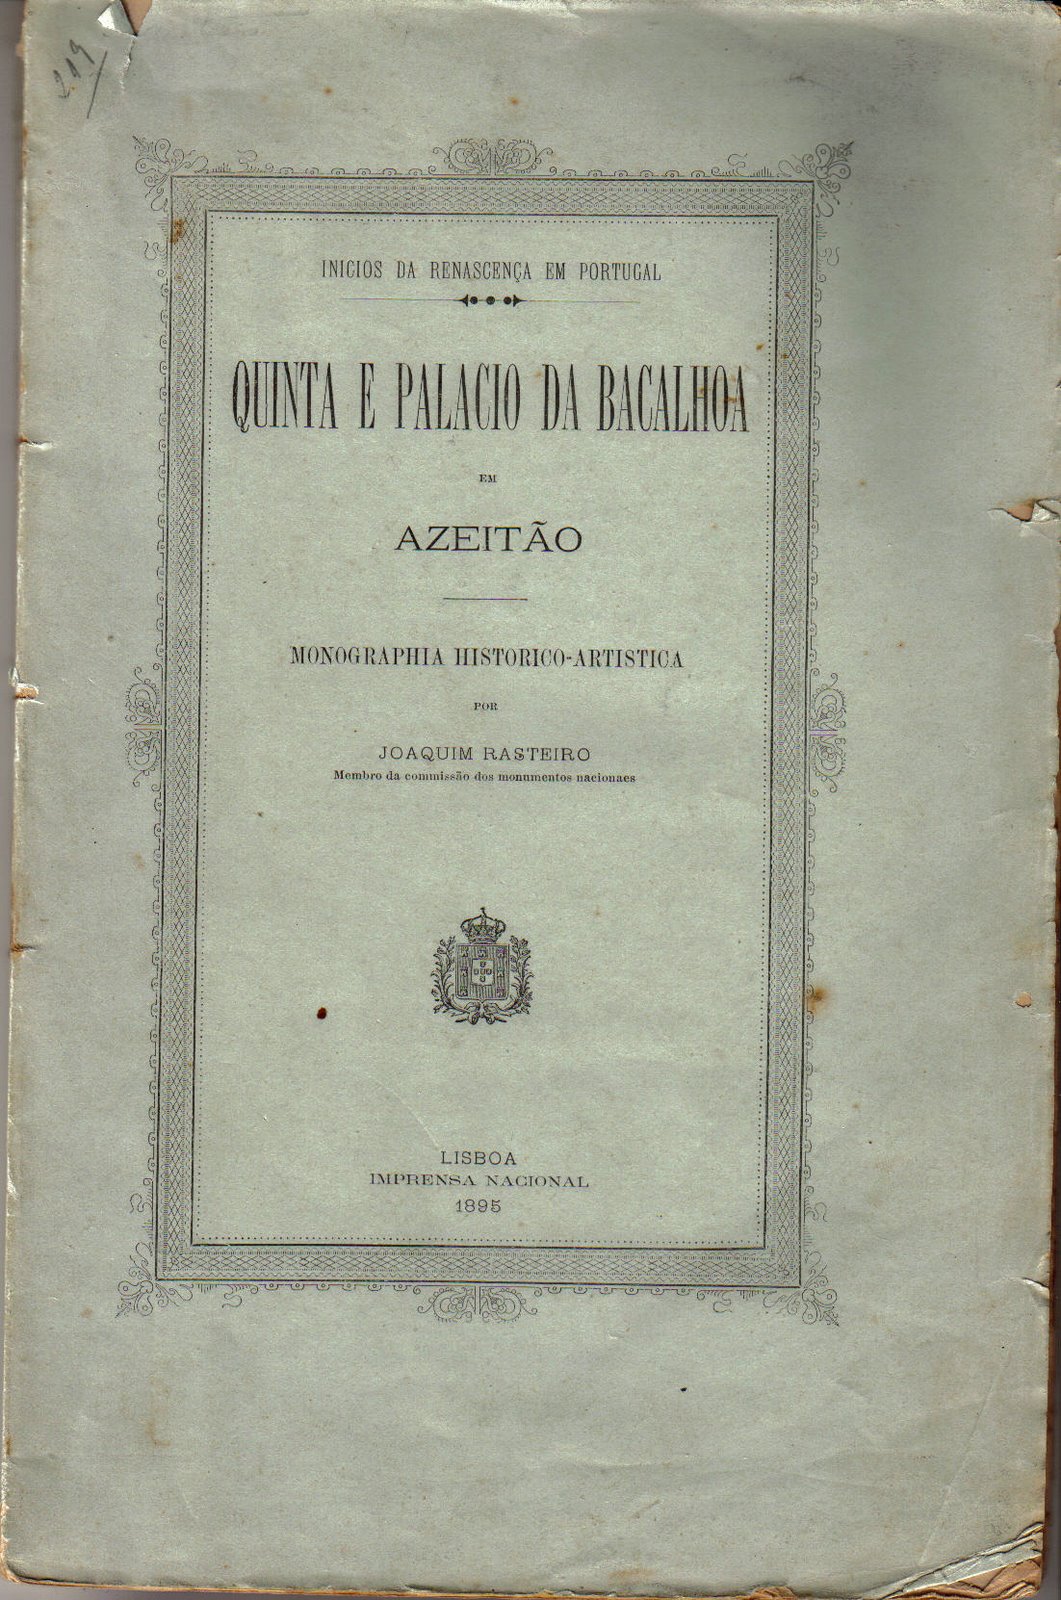 219
INICIOS DA RENASCENÇA EM PORTUGAL
QUINTA E PALACIO DA BACALHOA
EM
AZEITÃO
MONOGRAPHIA HISTORICO-ARTISTICA
POR
JOAQUIM RASTEIRO
Membro da commissão dos monumentos nacionaes
LISBOA
IMPRENSA NACIONAL
1895